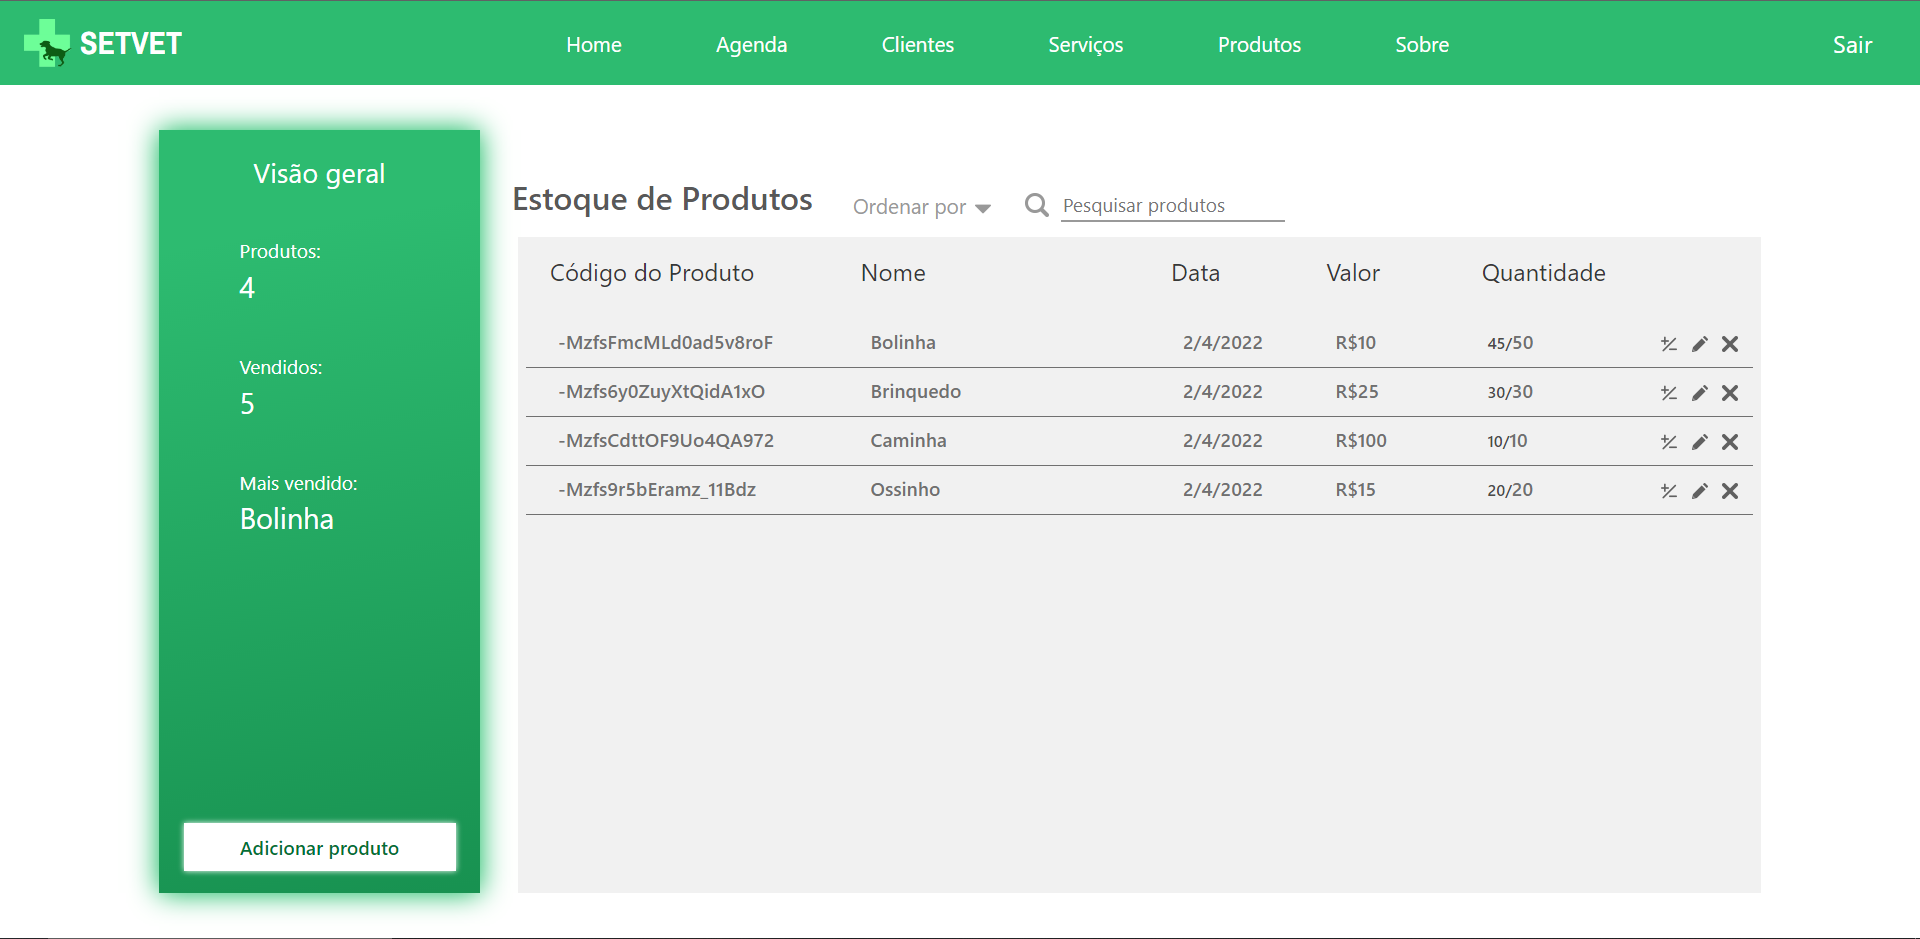 SETVET
Home Agenda Clientes Serviços Produtos Sobre Sair
Visão geral
Produtos:
4
Vendidos:
5
Mais vendido:
Bolinha
Adicionar produto
Estoque de Produtos Ordenar por Pesquisar produtos
Código do Produto Nome Data Valor Quantidade
-MzfsFmcMLd0ad5v8roF Bolinha 2/4/2022 R$10 45/50
-Mzfs6y0ZuyXtQidA1xO Brinquedo 2/4/2022 R$25 30/30
-MzfsCdttOF9Uo4QA972 Caminha 2/4/2022 R$100 10/10
-Mzfs9r5bEramz_11Bdz Ossinho 2/4/2022 R$15 20/20